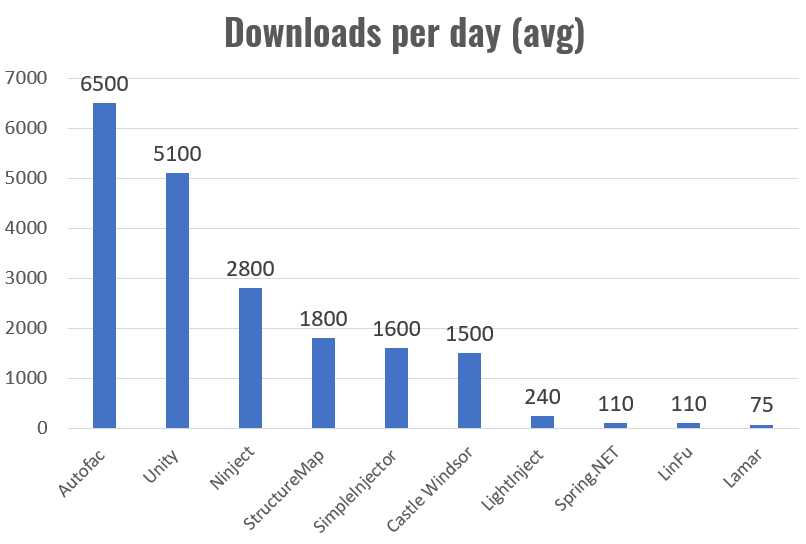 Downloads per day (avg)
7000
6000
5000
4000
3000
2000
1000
0
6500
5100
2800
1800
1600
1500
240
110
110
75
Autofac
Unity
Ninject
StructureMap
SimpleInjector
Castle Windsor
LightInject
Spring.NET
LinFu
Lamar